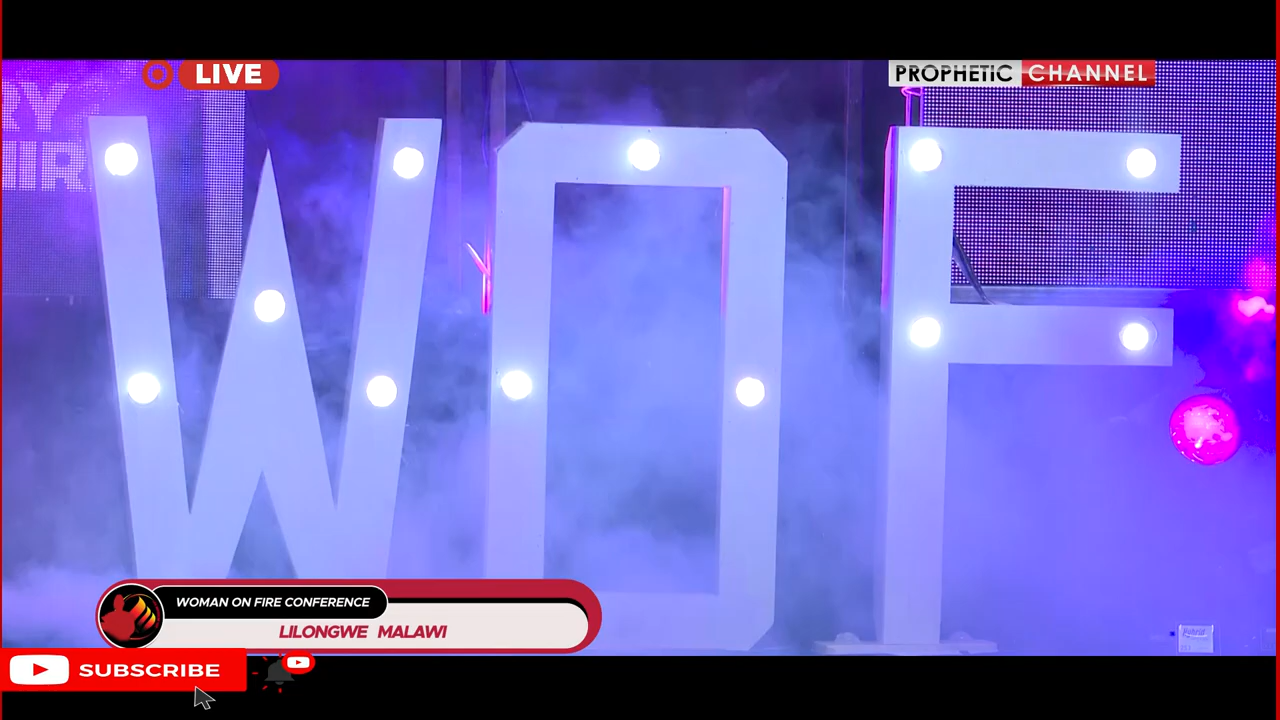 LIVE
PROPHETIC CHANNEL
WOF
WOMAN ON FIRE CONFERENCE
LILONGWE MALAWI
SUBSCRIBE